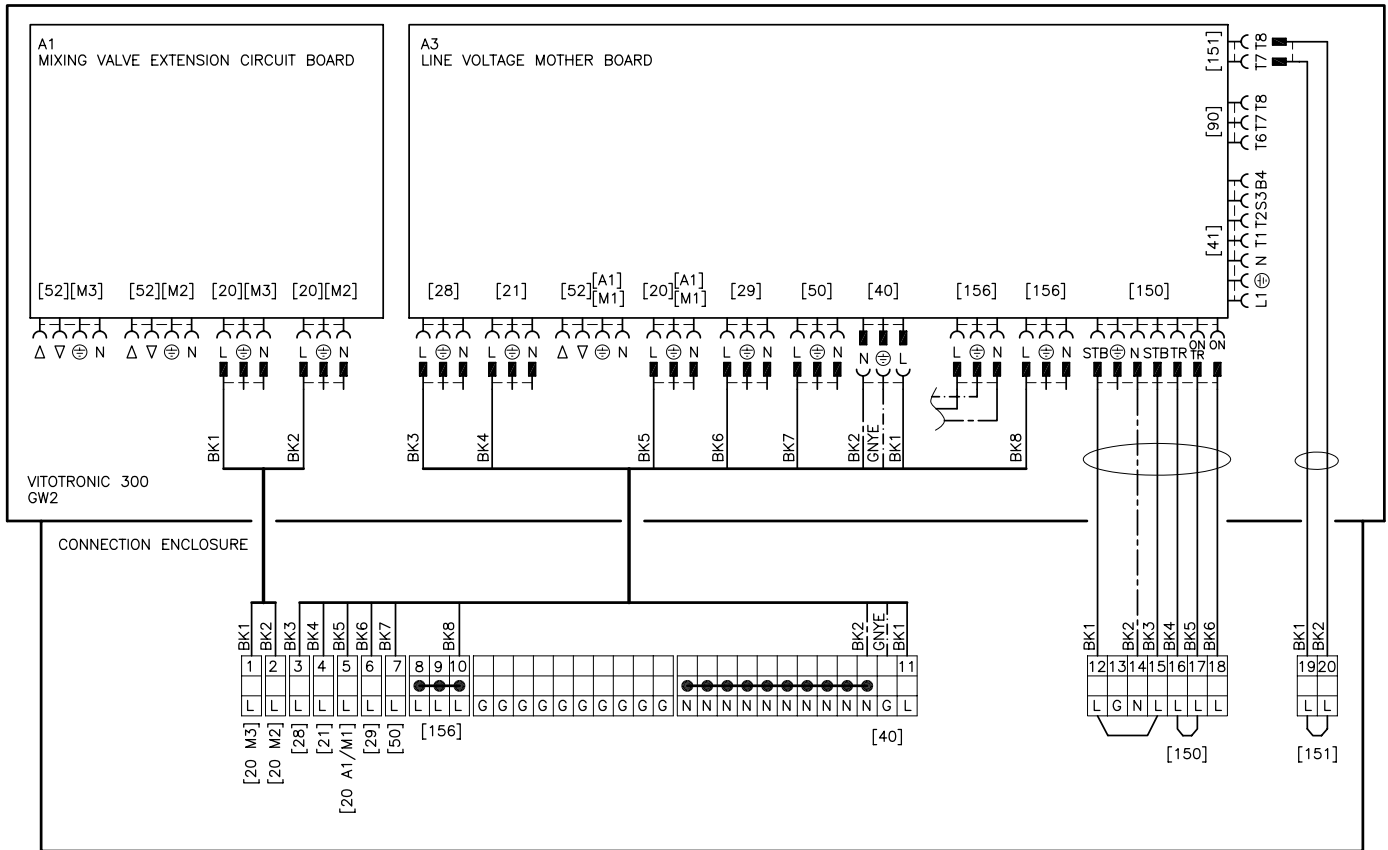 A1
MIXING VALVE EXTENSION CIRCUIT BOARD
[52][M3] [52][M2] [20][M3] [20][M2]
N N L N L N
BK1 BK2
A3
LINE VOLTAGE MOTHER BOARD
[151] T8
T7
[90] T8
T7
T6
[41] B4
S3
T2
T1
N
L1
[28] [21] [52] [A1] [M1] [20] [A1] [M1] [29] [50] [40] [156] [156] [150]
L N L N N L N L N L N N L L N L N STB N STB TR ON TR ON
BK3 BK4 BK5 BK6 BK7 BK2 GNYE BK1 BK8
VITOTRONIC 300
GW2
CONNECTION ENCLOSURE
BK1 BK2 BK3 BK4 BK5 BK6 BK7 BK8 BK2 GNYE BK1 BK1 BK2 BK3 BK4 BK5 BK6 BK1 BK2
1 2 3 4 5 6 7 8 9 10 11 12 13 14 15 16 17 18 19 20
L L L L L L L L L L G G G G G G G G G G N N N N N N N N N N G L L G N L L L L L L
[20 M3] [20 M2] [28] [21] [20 A1/M1] [29] [50] [156] [40] [150] [151]